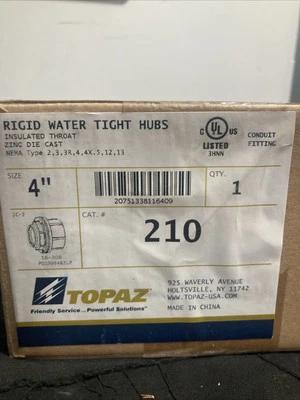 RIGID WATER TIGHT HUBS
INSULATED THROAT
ZINC DIE CAST
NEMA Type 2,3,3R,4,4X,5,12,13
C UL US
LISTED
3HNN
CONDUIT
FITTING
SIZE
4"
20751338116409
QTY.
1
CAT. #
210
TOPAZ
Friendly Service...Powerful Solutions
925 WAVERLY AVENUE
HOLTSVILLE, NY 11742
WWW.TOPAZ-USA.COM
MADE IN CHINA